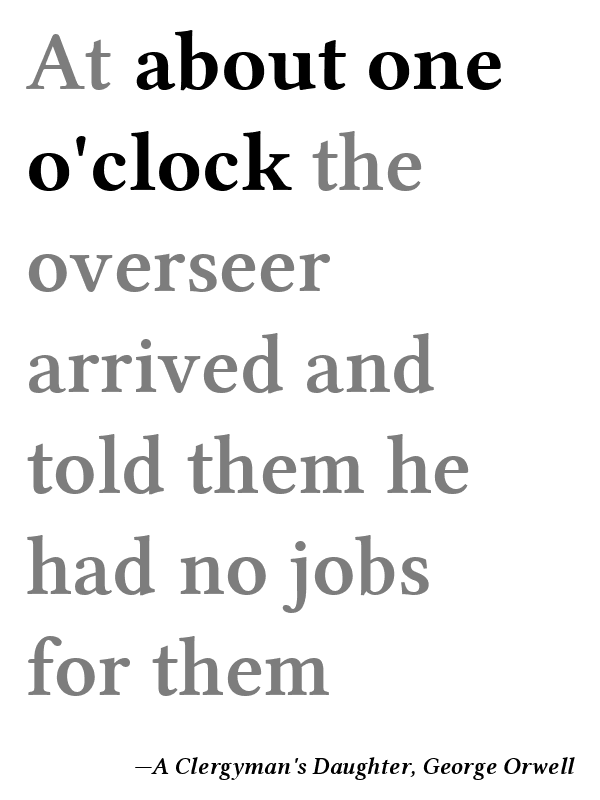 At about one
o'clock the
overseer
arrived and
told them he
had no jobs
for them
—A Clergyman's Daughter, George Orwell